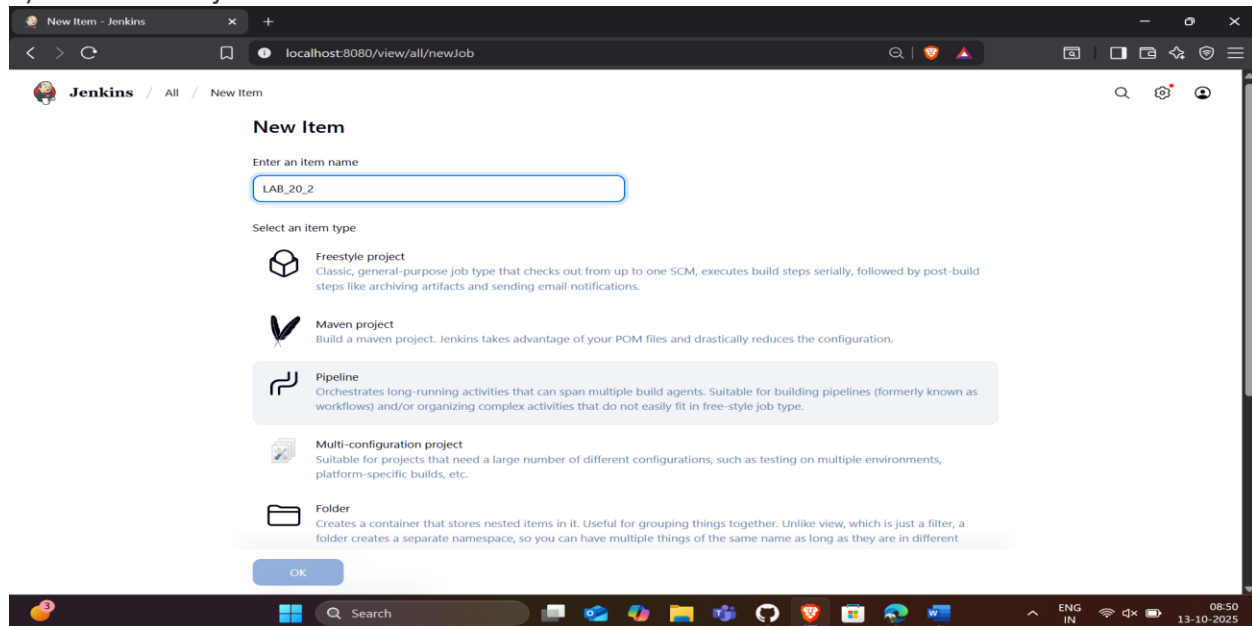 New Item - Jenkins
localhost:8080/view/all/newJob
Jenkins / All / New Item
New Item
Enter an item name
LAB_20_2
Select an item type
Freestyle project
Classic, general-purpose job type that checks out from up to one SCM, executes build steps serially, followed by post-build
steps like archiving artifacts and sending email notifications.
Maven project
Build a maven project. Jenkins takes advantage of your POM files and drastically reduces the configuration.
Pipeline
Orchestrates long-running activities that can span multiple build agents. Suitable for building pipelines (formerly known as
workflows) and/or organizing complex activities that do not easily fit in free-style job type.
Multi-configuration project
Suitable for projects that need a large number of different configurations, such as testing on multiple environments,
platform-specific builds, etc.
Folder
Creates a container that stores nested items in it. Useful for grouping things together. Unlike view, which is just a filter, a
folder creates a separate namespace, so you can have multiple things of the same name as long as they are in different
OK
3
Search
ENG
IN
08:50
13-10-2025